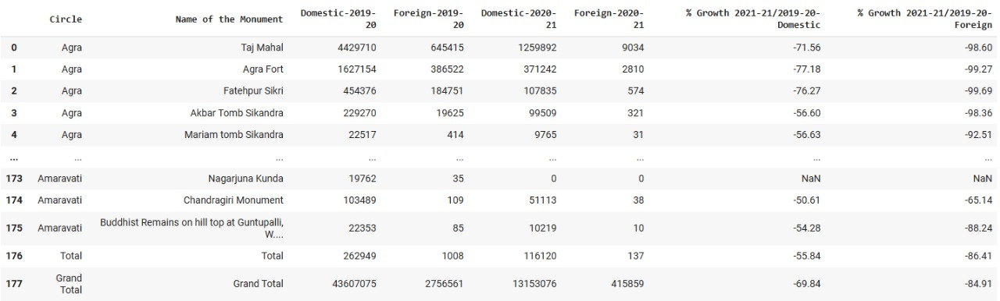 Circle Name of the Monument Domestic-2019-20 Foreign-2019-20 Domestic-2020-21 Foreign-2020-21 % Growth 2021-21/2019-20-Domestic % Growth 2021-21/2019-20-Foreign
0 Agra Taj Mahal 4429710 645415 1259892 9034 -71.56 -98.60
1 Agra Agra Fort 1627154 386522 371242 2810 -77.18 -99.27
2 Agra Fatehpur Sikri 454376 184751 107835 574 -76.27 -99.69
3 Agra Akbar Tomb Sikandra 229270 19625 99509 321 -56.60 -98.36
4 Agra Mariam tomb Sikandra 22517 414 9765 31 -56.63 -92.51
... ... ... ... ... ... ... ... ...
173 Amaravati Nagarjuna Kunda 19762 35 0 0 NaN NaN
174 Amaravati Chandragiri Monument 103489 109 51113 38 -50.61 -65.14
175 Amaravati Buddhist Remains on hill top at Guntupalli, W.... 22353 85 10219 10 -54.28 -88.24
176 Total Total 262949 1008 116120 137 -55.84 -86.41
177 Grand Total Grand Total 43607075 2756561 13153076 415859 -69.84 -84.91